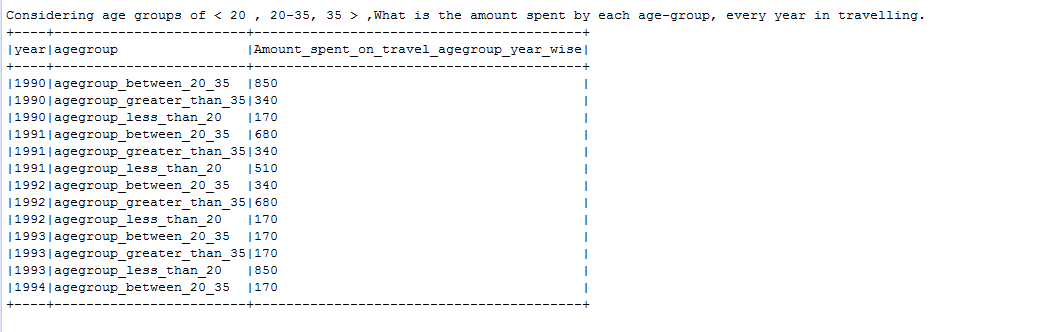 Considering age groups of < 20 , 20-35, 35 > ,What is the amount spent by each age-group, every year in travelling.
+----+-----------------------+---------------------------------------+
|year|agegroup               |Amount_spent_on_travel_agegroup_year_wise|
+----+-----------------------+---------------------------------------+
|1990|agegroup_between_20_35 |850                                    |
|1990|agegroup_greater_than_35|340                                    |
|1990|agegroup_less_than_20  |170                                    |
|1991|agegroup_between_20_35 |680                                    |
|1991|agegroup_greater_than_35|340                                    |
|1991|agegroup_less_than_20  |510                                    |
|1992|agegroup_between_20_35 |340                                    |
|1992|agegroup_greater_than_35|680                                    |
|1992|agegroup_less_than_20  |170                                    |
|1993|agegroup_between_20_35 |170                                    |
|1993|agegroup_greater_than_35|170                                    |
|1993|agegroup_less_than_20  |850                                    |
|1994|agegroup_between_20_35 |170                                    |
+----+-----------------------+---------------------------------------+